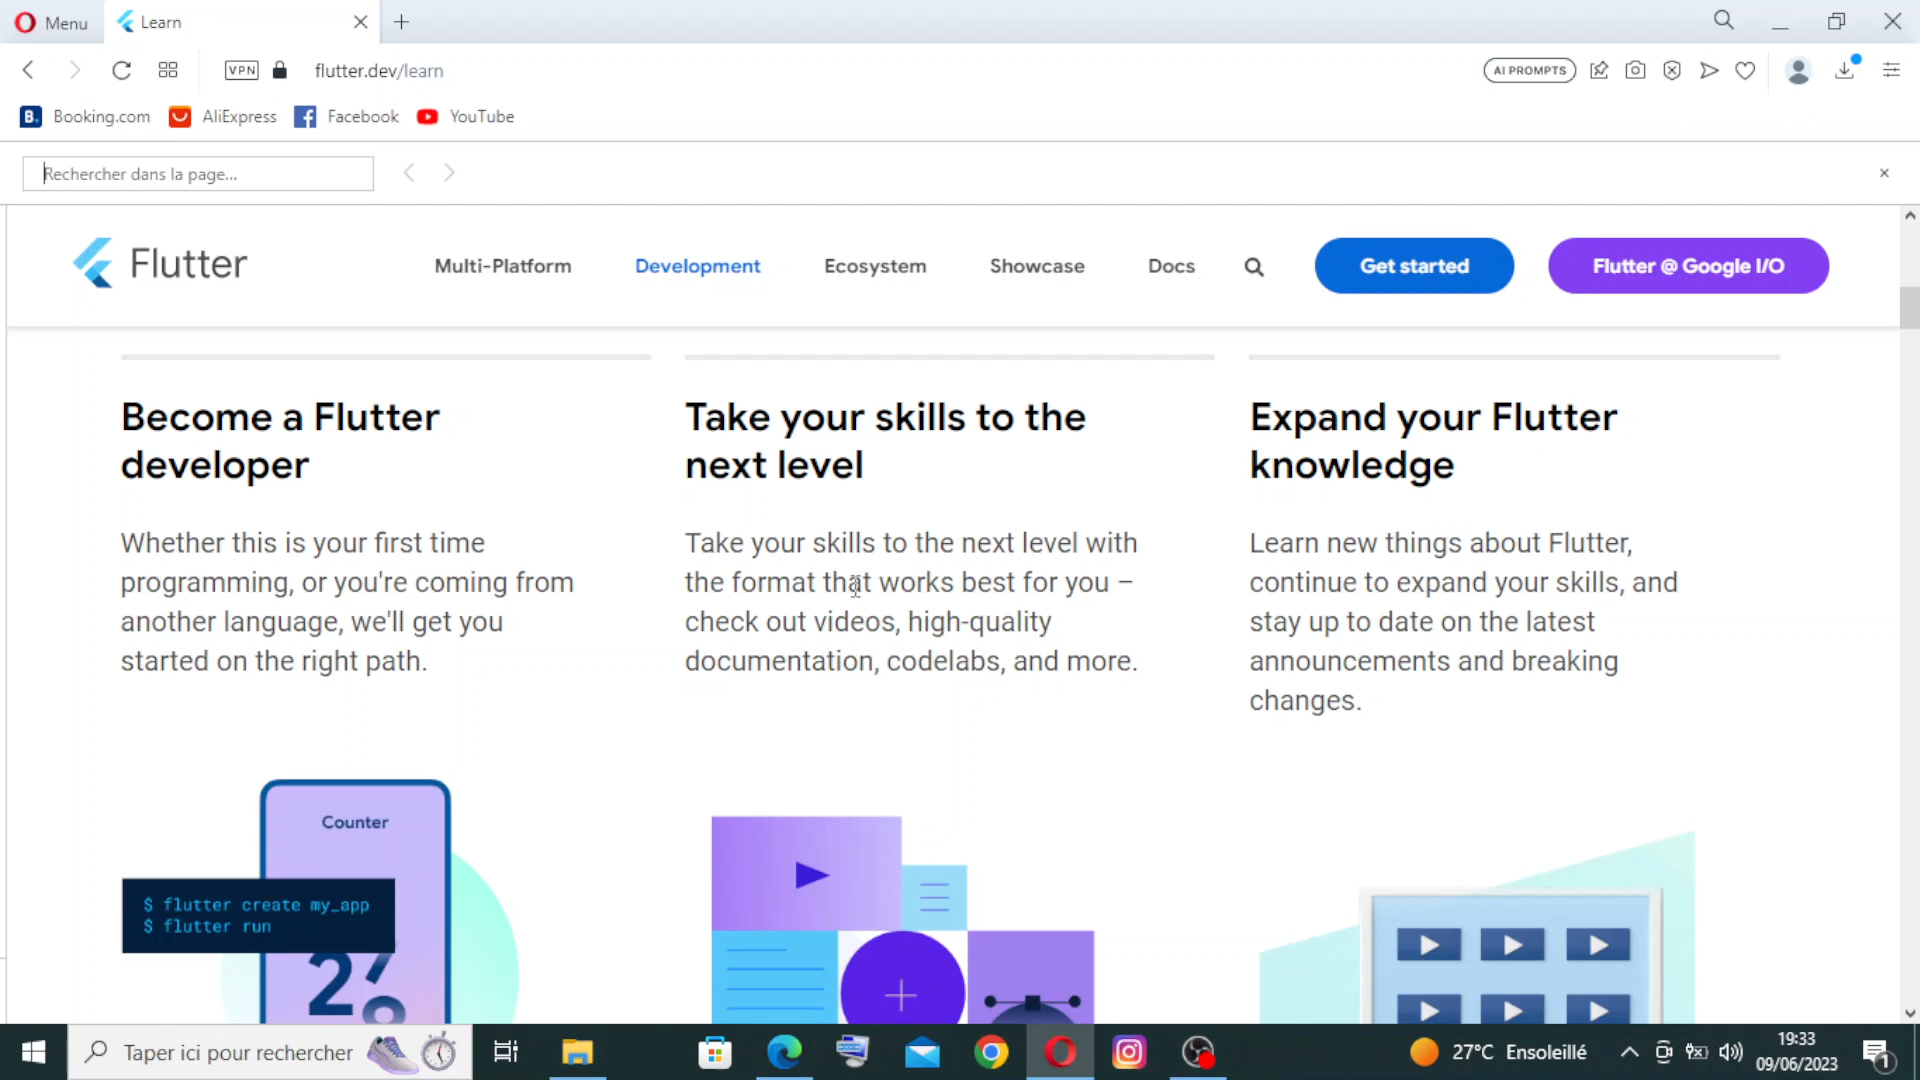 Menu
Learn
VPN
flutter.dev/learn
AI PROMPTS
B. Booking.com
AliExpress
Facebook
YouTube
Rechercher dans la page...
Flutter
Multi-Platform
Development
Ecosystem
Showcase
Docs
Get started
Flutter @ Google I/O
Become a Flutter
developer
Whether this is your first time
programming, or you're coming from
another language, we'll get you
started on the right path.
Take your skills to the
next level
Take your skills to the next level with
the format that works best for you –
check out videos, high-quality
documentation, codelabs, and more.
Expand your Flutter
knowledge
Learn new things about Flutter,
continue to expand your skills, and
stay up to date on the latest
announcements and breaking
changes.
Counter
$ flutter create my_app
$ flutter run
Taper ici pour rechercher
27°C Ensoleillé
19:33
09/06/2023
1